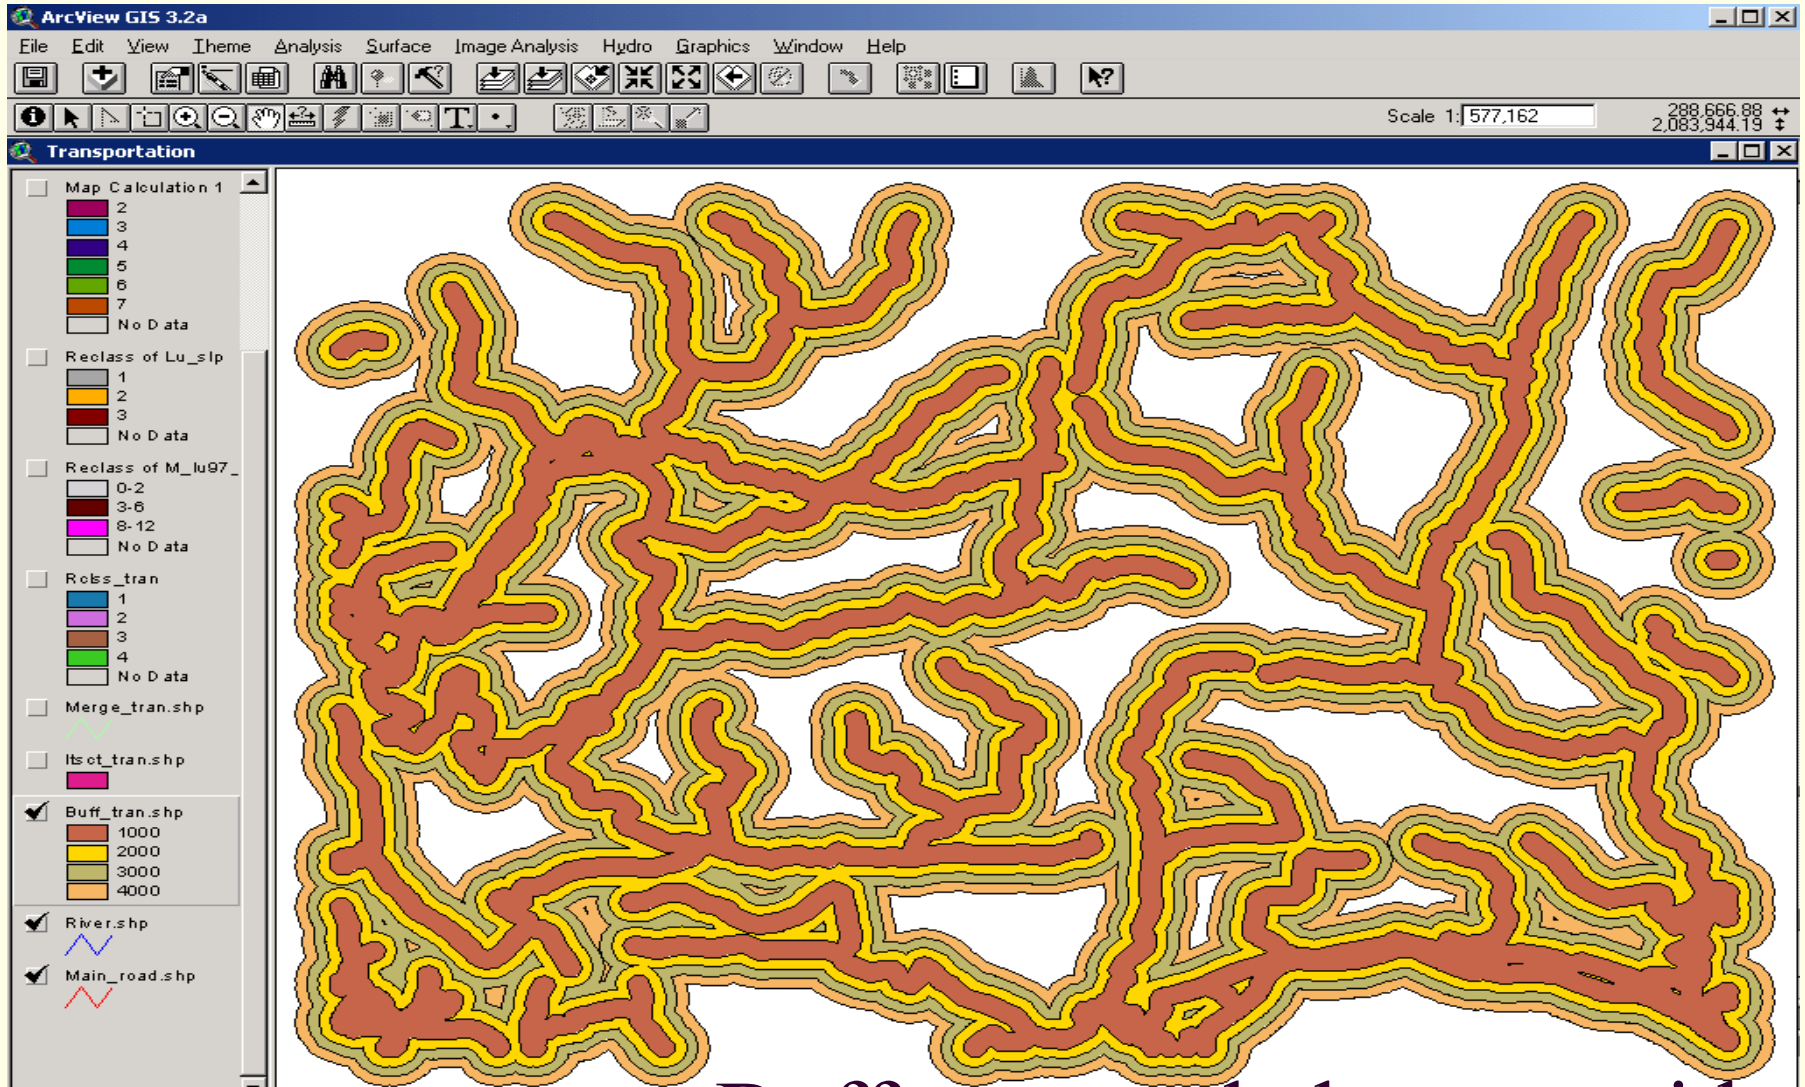 ArcView GIS 3.2a
File Edit View Theme Analysis Surface Image Analysis Hydro Graphics Window Help
Scale 1: 577,162
288,666.88
2,083,944.19
Transportation
Map Calculation 1
2
3
4
5
6
7
No Data
Reclass of Lu_slp
1
2
3
No Data
Reclass of M_lu97_
0-2
3-6
8-12
No Data
Rclss_tran
1
2
3
4
No Data
Merge_tran.shp
Itsct_tran.shp
Buff_tran.shp
1000
2000
3000
4000
River.shp
Main_road.shp